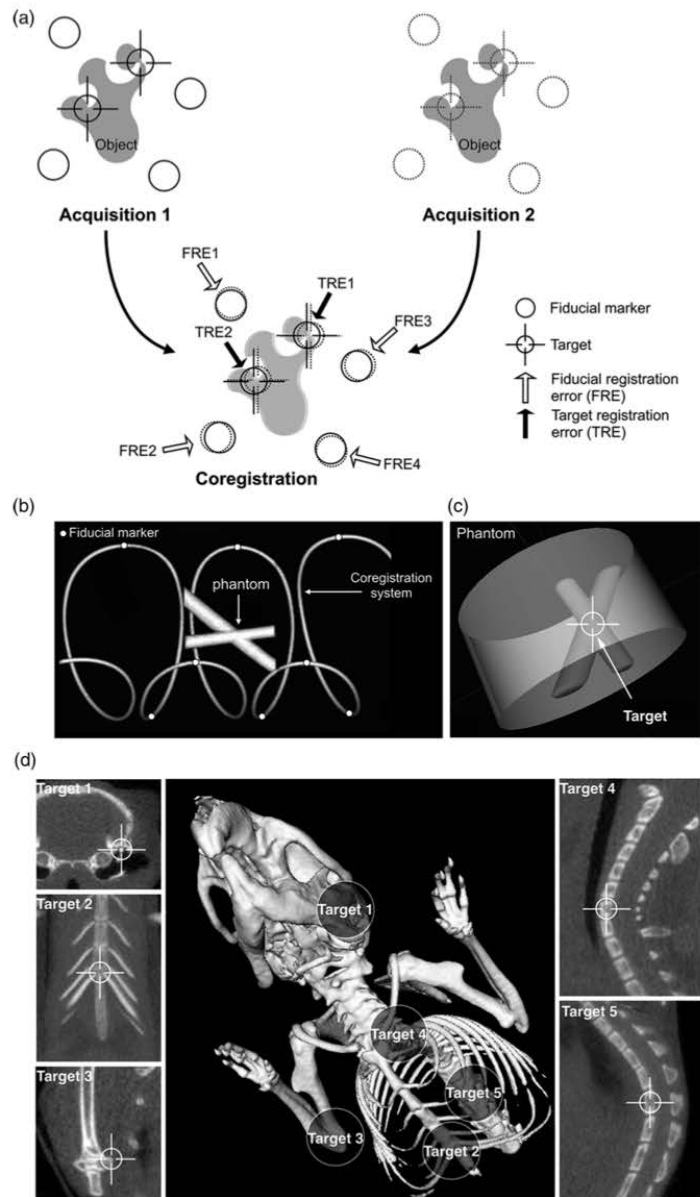 (a)
Object
Object
Acquisition 1
Acquisition 2
FRE1
TRE1
FRE3
TRE2
FRE2
FRE4
Coregistration
Fiducial marker
Target
Fiducial registration
error (FRE)
Target registration
error (TRE)
(b)
Fiducial marker
phantom
Coregistration
system
(c)
Phantom
Target
(d)
Target 1
Target 2
Target 3
Target 1
Target 4
Target 5
Target 3
Target 2
Target 4
Target 5